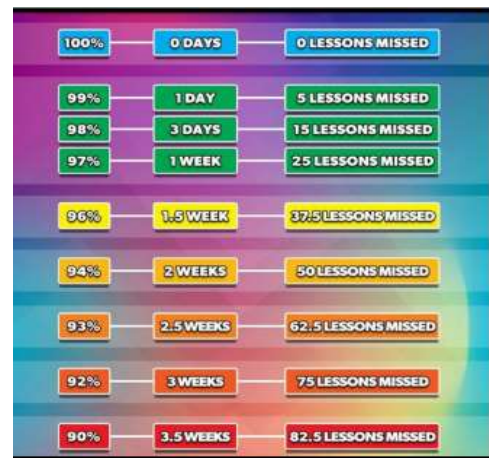 100% 0 DAYS 0 LESSONS MISSED
99% 1 DAY 5 LESSONS MISSED
98% 3 DAYS 15 LESSONS MISSED
97% 1 WEEK 25 LESSONS MISSED
96% 1.5 WEEK 37.5 LESSONS MISSED
94% 2 WEEKS 50 LESSONS MISSED
93% 2.5 WEEKS 62.5 LESSONS MISSED
92% 3 WEEKS 75 LESSONS MISSED
90% 3.5 WEEKS 82.5 LESSONS MISSED